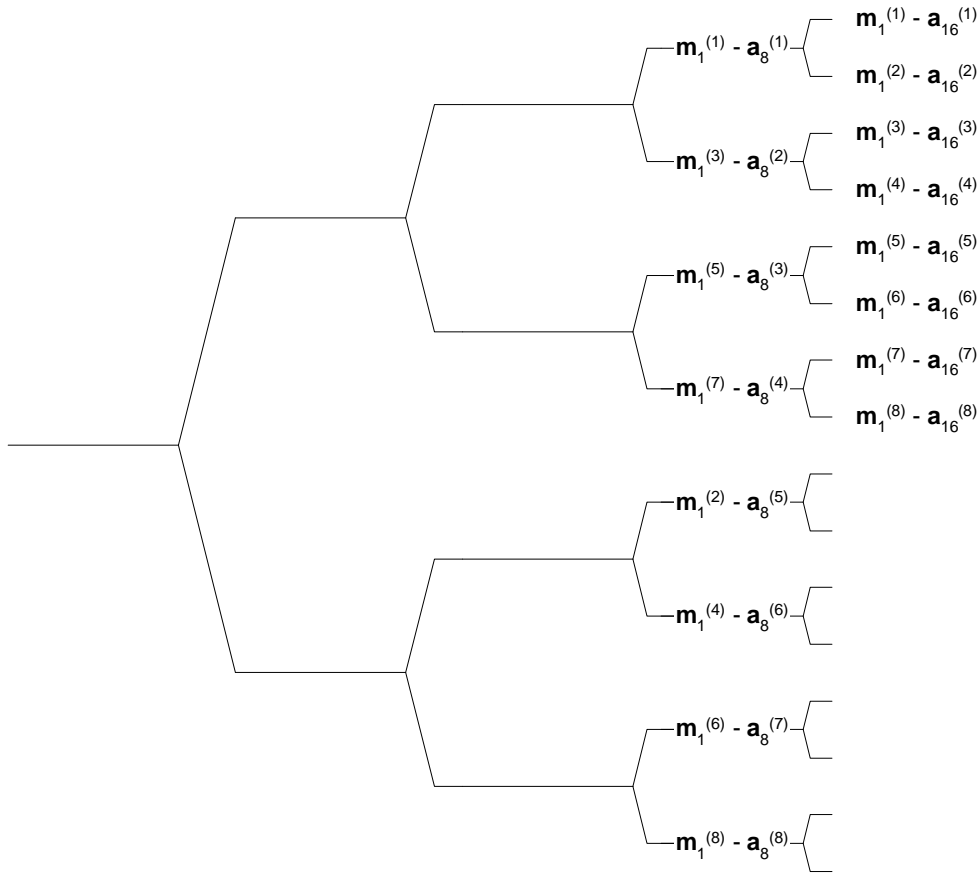 m₁⁽¹⁾ - a₁₆⁽¹⁾
m₁⁽¹⁾ - a₈⁽¹⁾
m₁⁽²⁾ - a₁₆⁽²⁾
m₁⁽³⁾ - a₁₆⁽³⁾
m₁⁽³⁾ - a₈⁽²⁾
m₁⁽⁴⁾ - a₁₆⁽⁴⁾
m₁⁽⁵⁾ - a₁₆⁽⁵⁾
m₁⁽⁵⁾ - a₈⁽³⁾
m₁⁽⁶⁾ - a₁₆⁽⁶⁾
m₁⁽⁷⁾ - a₁₆⁽⁷⁾
m₁⁽⁷⁾ - a₈⁽⁴⁾
m₁⁽⁸⁾ - a₁₆⁽⁸⁾
m₁⁽²⁾ - a₈⁽⁵⁾
m₁⁽⁴⁾ - a₈⁽⁶⁾
m₁⁽⁶⁾ - a₈⁽⁷⁾
m₁⁽⁸⁾ - a₈⁽⁸⁾